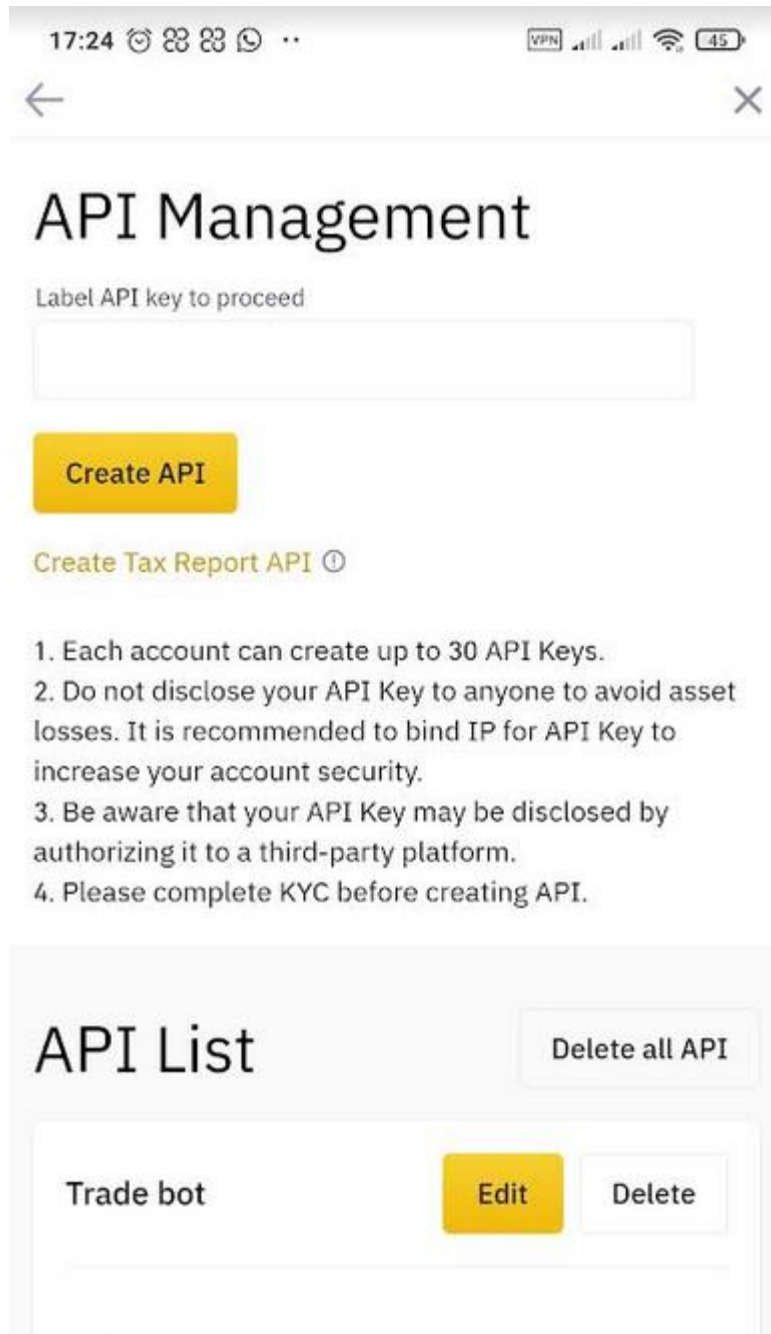 17:24
VPN 45
API Management
Label API key to proceed
Create API
Create Tax Report API
1. Each account can create up to 30 API Keys.
2. Do not disclose your API Key to anyone to avoid asset
losses. It is recommended to bind IP for API Key to
increase your account security.
3. Be aware that your API Key may be disclosed by
authorizing it to a third-party platform.
4. Please complete KYC before creating API.
API List
Delete all API
Trade bot
Edit
Delete